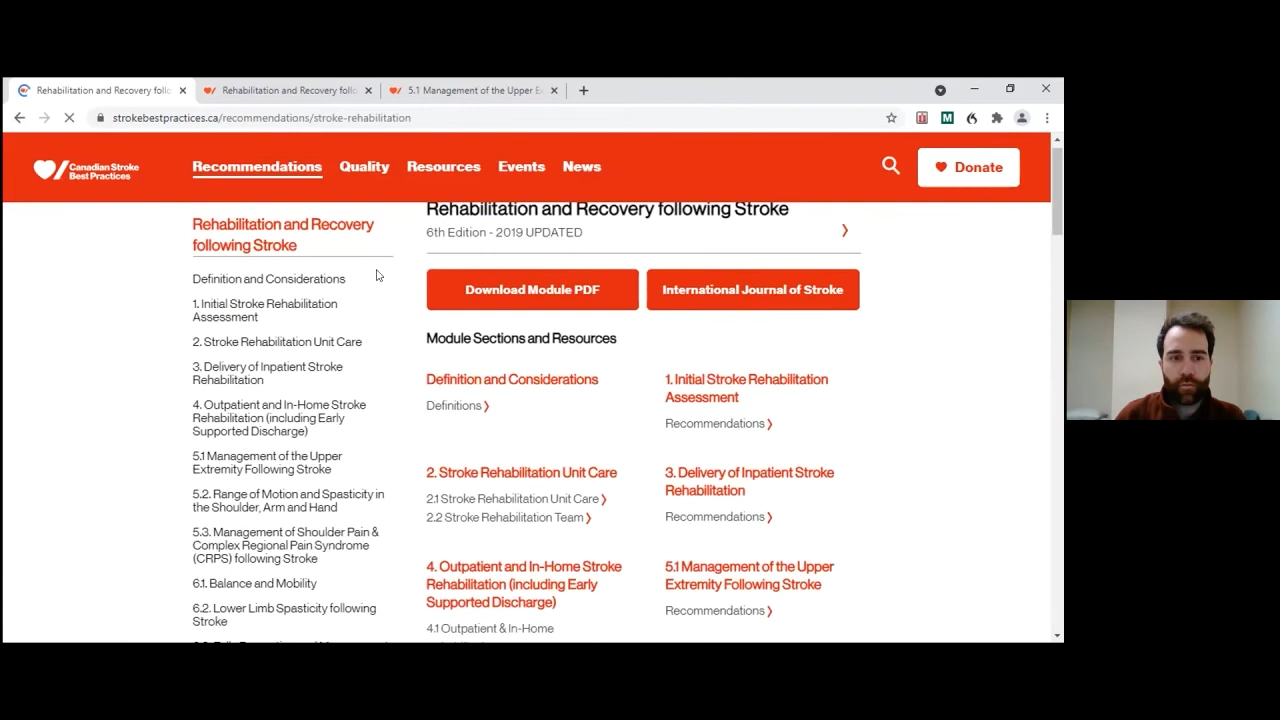 Rehabilitation and Recovery follo
Rehabilitation and Recovery follo
5.1 Management of the Upper E
strokebestpractices.ca/recommendations/stroke-rehabilitation
Canadian Stroke
Best Practices
Recommendations
Quality
Resources
Events
News
Donate
Rehabilitation and Recovery
following Stroke
Definition and Considerations
1. Initial Stroke Rehabilitation
Assessment
2. Stroke Rehabilitation Unit Care
3. Delivery of Inpatient Stroke
Rehabilitation
4. Outpatient and In-Home Stroke
Rehabilitation (including Early
Supported Discharge)
5.1 Management of the Upper
Extremity Following Stroke
5.2. Range of Motion and Spasticity in
the Shoulder, Arm and Hand
5.3. Management of Shoulder Pain &
Complex Regional Pain Syndrome
(CRPS) following Stroke
6.1. Balance and Mobility
6.2. Lower Limb Spasticity following
Stroke
Rehabilitation and Recovery following Stroke
6th Edition - 2019 UPDATED
Download Module PDF
International Journal of Stroke
Module Sections and Resources
Definition and Considerations
Definitions
1. Initial Stroke Rehabilitation
Assessment
Recommendations
2. Stroke Rehabilitation Unit Care
2.1 Stroke Rehabilitation Unit Care
2.2 Stroke Rehabilitation Team
3. Delivery of Inpatient Stroke
Rehabilitation
Recommendations
4. Outpatient and In-Home Stroke
Rehabilitation (including Early
Supported Discharge)
4.1 Outpatient & In-Home
5.1 Management of the Upper
Extremity Following Stroke
Recommendations